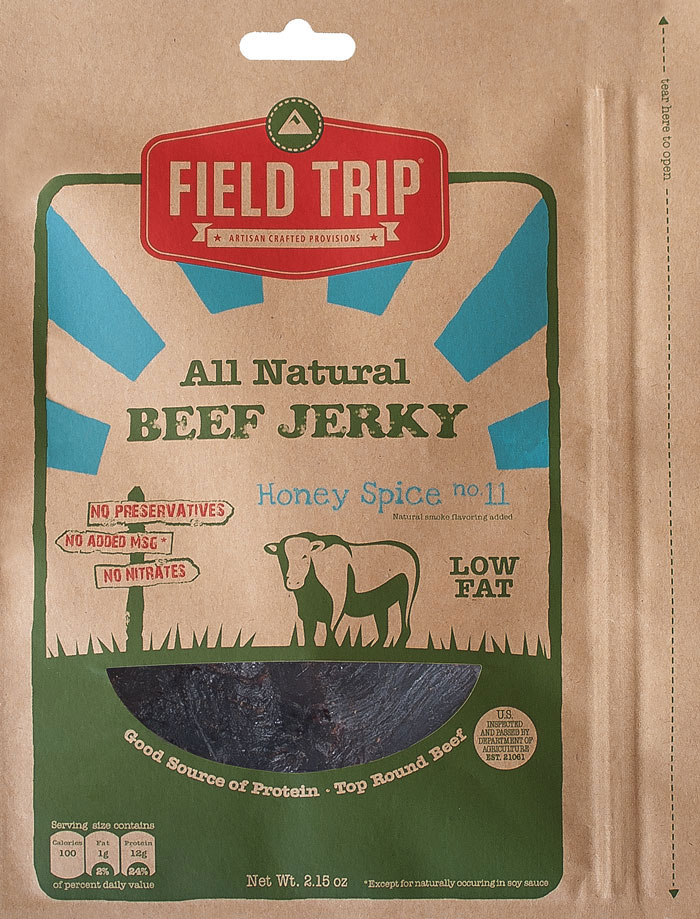 FIELD TRIP®
★ ARTISAN CRAFTED PROVISIONS ★
tear here to open
All Natural
BEEF JERKY
Honey Spice no.11
Natural smoke flavoring added
NO PRESERVATIVES
NO ADDED MSG *
NO NITRATES
LOW
FAT
Good Source of Protein · Top Round Beef
U.S.
INSPECTED
AND PASSED BY
DEPARTMENT OF
AGRICULTURE
EST. 21061
Serving size contains
Calories
100
Fat
1g
2%
Protein
12g
24%
of percent daily value
Net Wt. 2.15 oz
*Except for naturally occuring in soy sauce